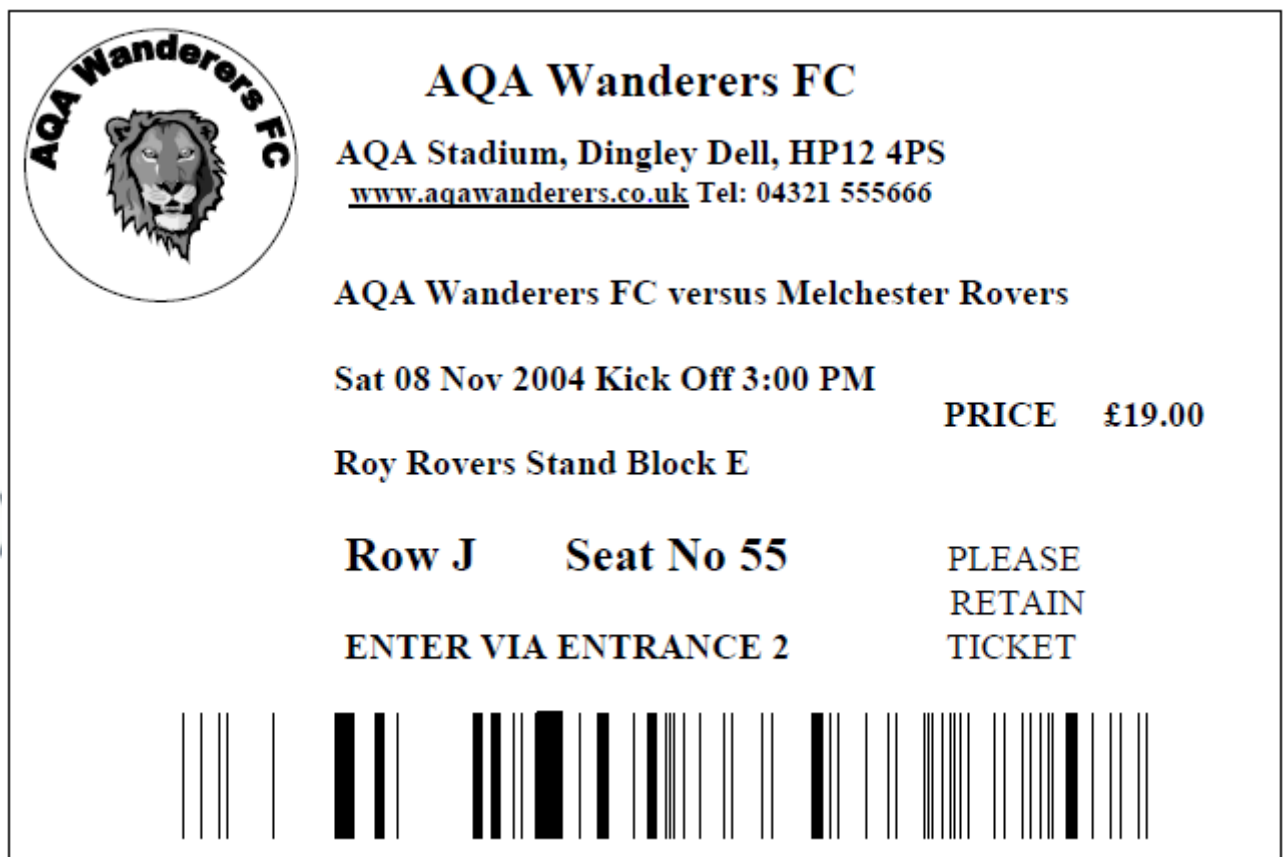 AQA Wanderers FC
AQA Wanderers FC
AQA Stadium, Dingley Dell, HP12 4PS
www.aqawanderers.co.uk Tel: 04321 555666
AQA Wanderers FC versus Melchester Rovers
Sat 08 Nov 2004 Kick Off 3:00 PM
PRICE £19.00
Roy Rovers Stand Block E
Row J Seat No 55
PLEASE
RETAIN
TICKET
ENTER VIA ENTRANCE 2